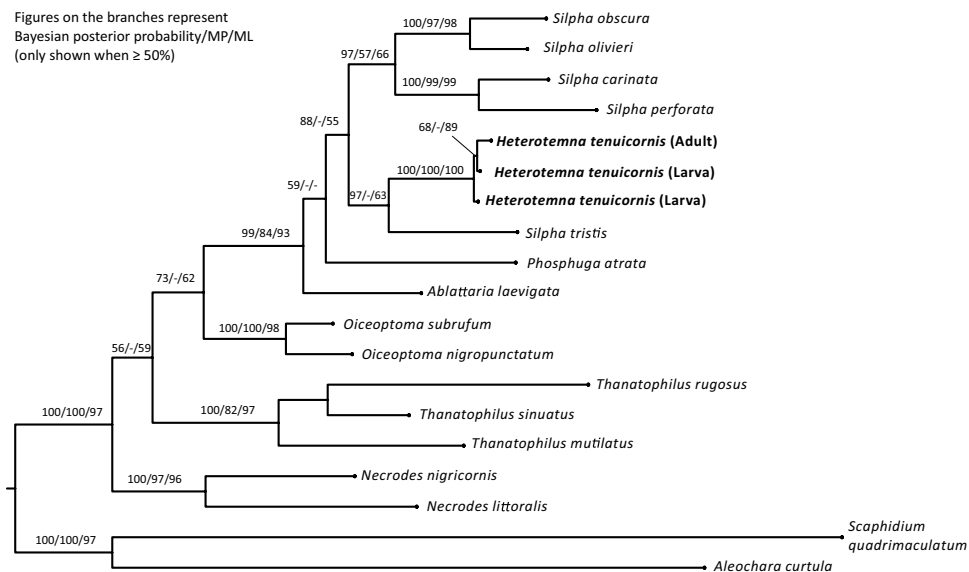 Figures on the branches represent
Bayesian posterior probability/MP/ML
(only shown when ≥ 50%)
100/97/98
Silpha obscura
Silpha olivieri
97/57/66
100/99/99
Silpha carinata
Silpha perforata
88/-/55
68/-/89
Heterotemna tenuicornis (Adult)
100/100/100
Heterotemna tenuicornis (Larva)
59/-/-
97/-/63
Heterotemna tenuicornis (Larva)
99/84/93
Silpha tristis
Phosphuga atrata
73/-/62
Ablattaria laevigata
100/100/98
Oiceoptoma subrufum
56/-/59
Oiceoptoma nigropunctatum
Thanatophilus rugosus
100/100/97
100/82/97
Thanatophilus sinuatus
Thanatophilus mutilatus
100/97/96
Necrodes nigricornis
Necrodes littoralis
Scaphidium
quadrimaculatum
100/100/97
Aleochara curtula